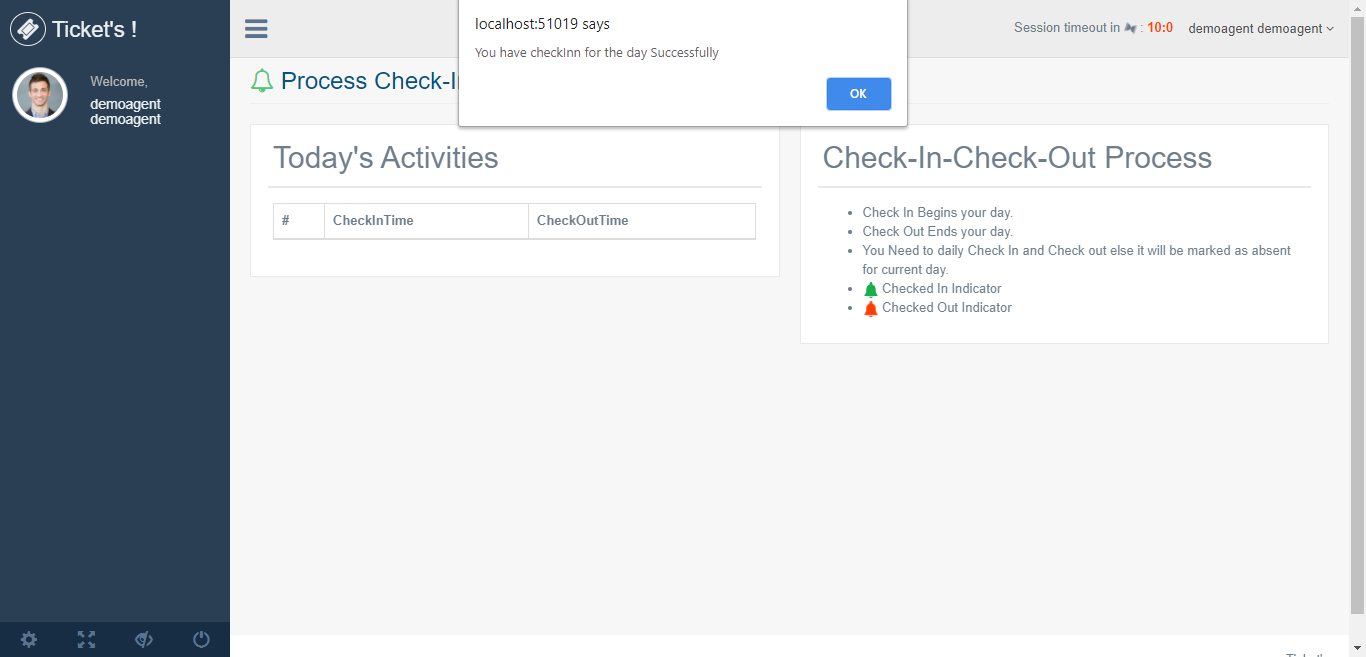 Ticket's !
Welcome,
demoagent
demoagent
localhost:51019 says
You have checkInn for the day Successfully
OK
Session timeout in : 10:0
demoagent demoagent
Process Check-I
Today's Activities
# CheckInTime CheckOutTime
Check-In-Check-Out Process
Check In Begins your day.
Check Out Ends your day.
You Need to daily Check In and Check out else it will be marked as absent
for current day.
Checked In Indicator
Checked Out Indicator